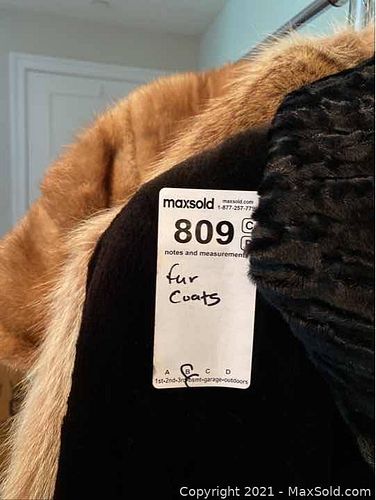 maxsold maxsold.com
1-877-257-77
809 C
notes and measurement
fur
Coats
A B C D
1st-2nd-3rd-bsmt-garage-outdoors
Copyright 2021 - MaxSold.com